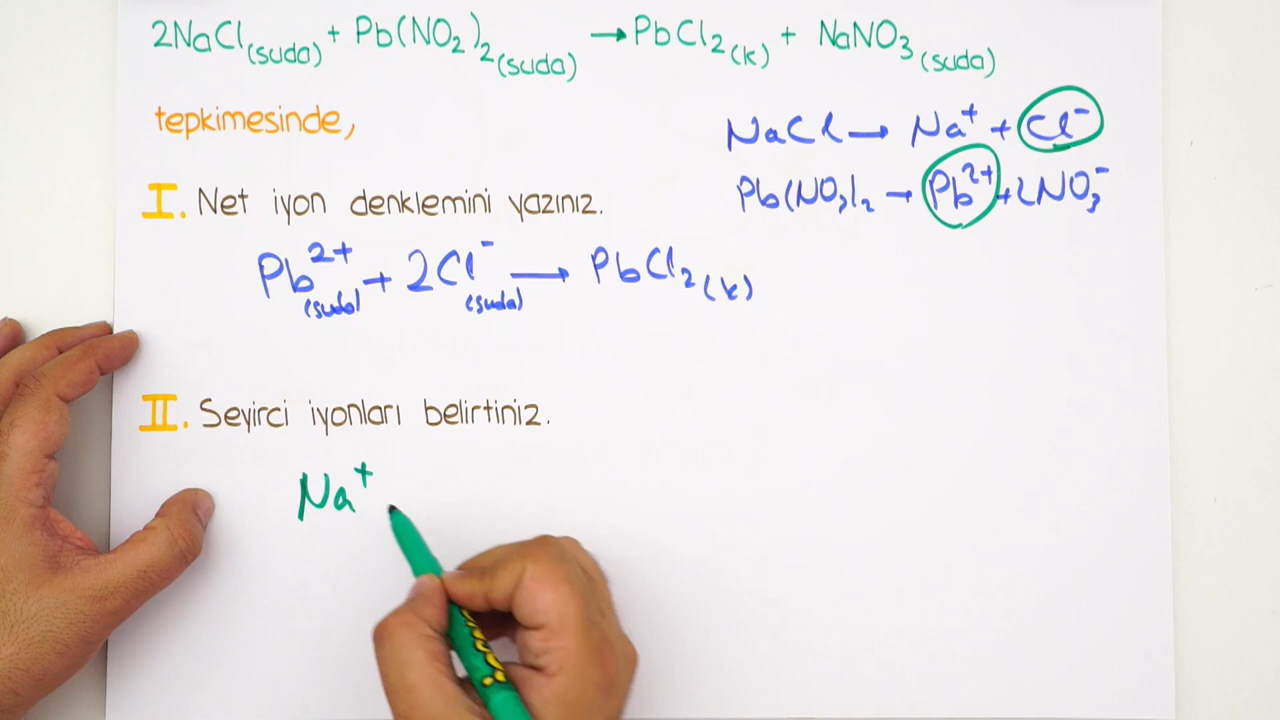 2NaCl(suda) + Pb(NO₂)₂(suda) → PbCl₂(k) + NaNO₃(suda)
tepkimesinde,
NaCl → Na⁺ + Cl⁻
Pb(NO₃)₂ → Pb²⁺ + 2NO₃⁻
I. Net iyon denklemini yazınız.
Pb²⁺(suda) + 2Cl⁻(suda) → PbCl₂(k)
II. Seyirci iyonları belirtiniz.
Na⁺